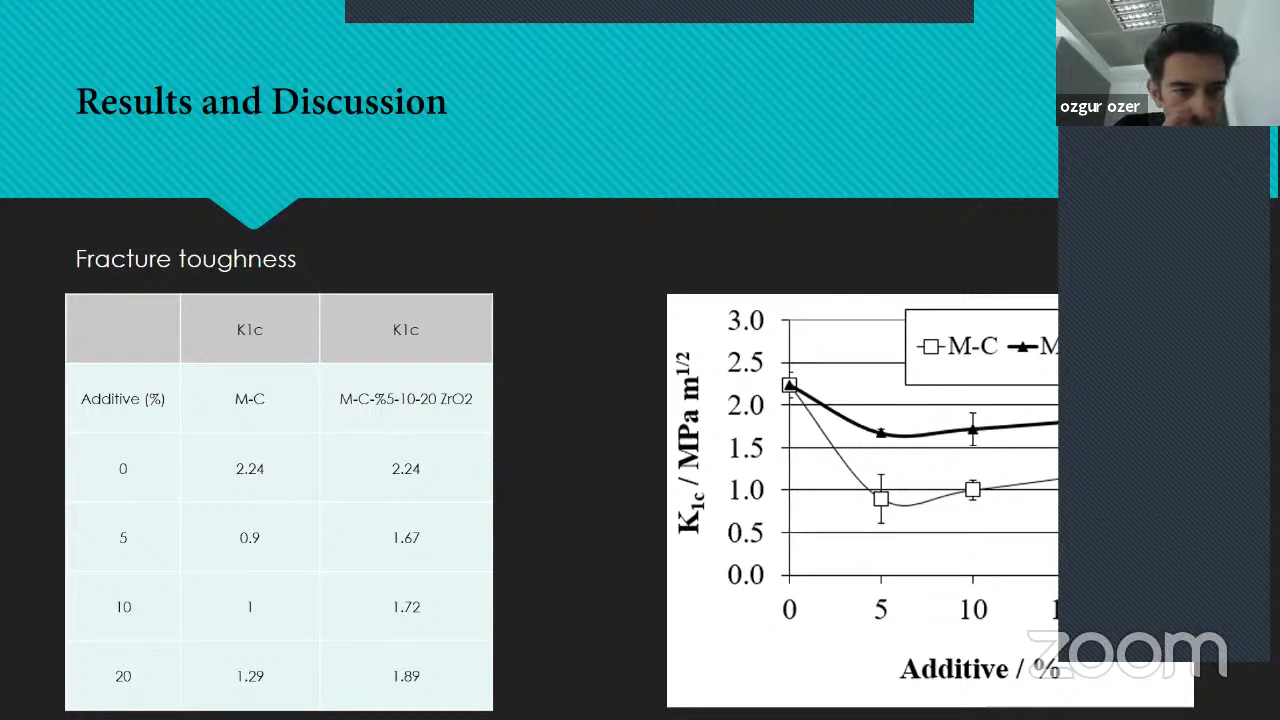 Results and Discussion
ozgur ozer
Fracture toughness
K1c K1c
Additive (%) M-C M-C-%5-10-20 ZrO2
0 2.24 2.24
5 0.9 1.67
10 1 1.72
20 1.29 1.89
K1c / MPa m1/2
3.0
2.5
2.0
1.5
1.0
0.5
0.0
M-C
0 5 10
Additive / %
zoom